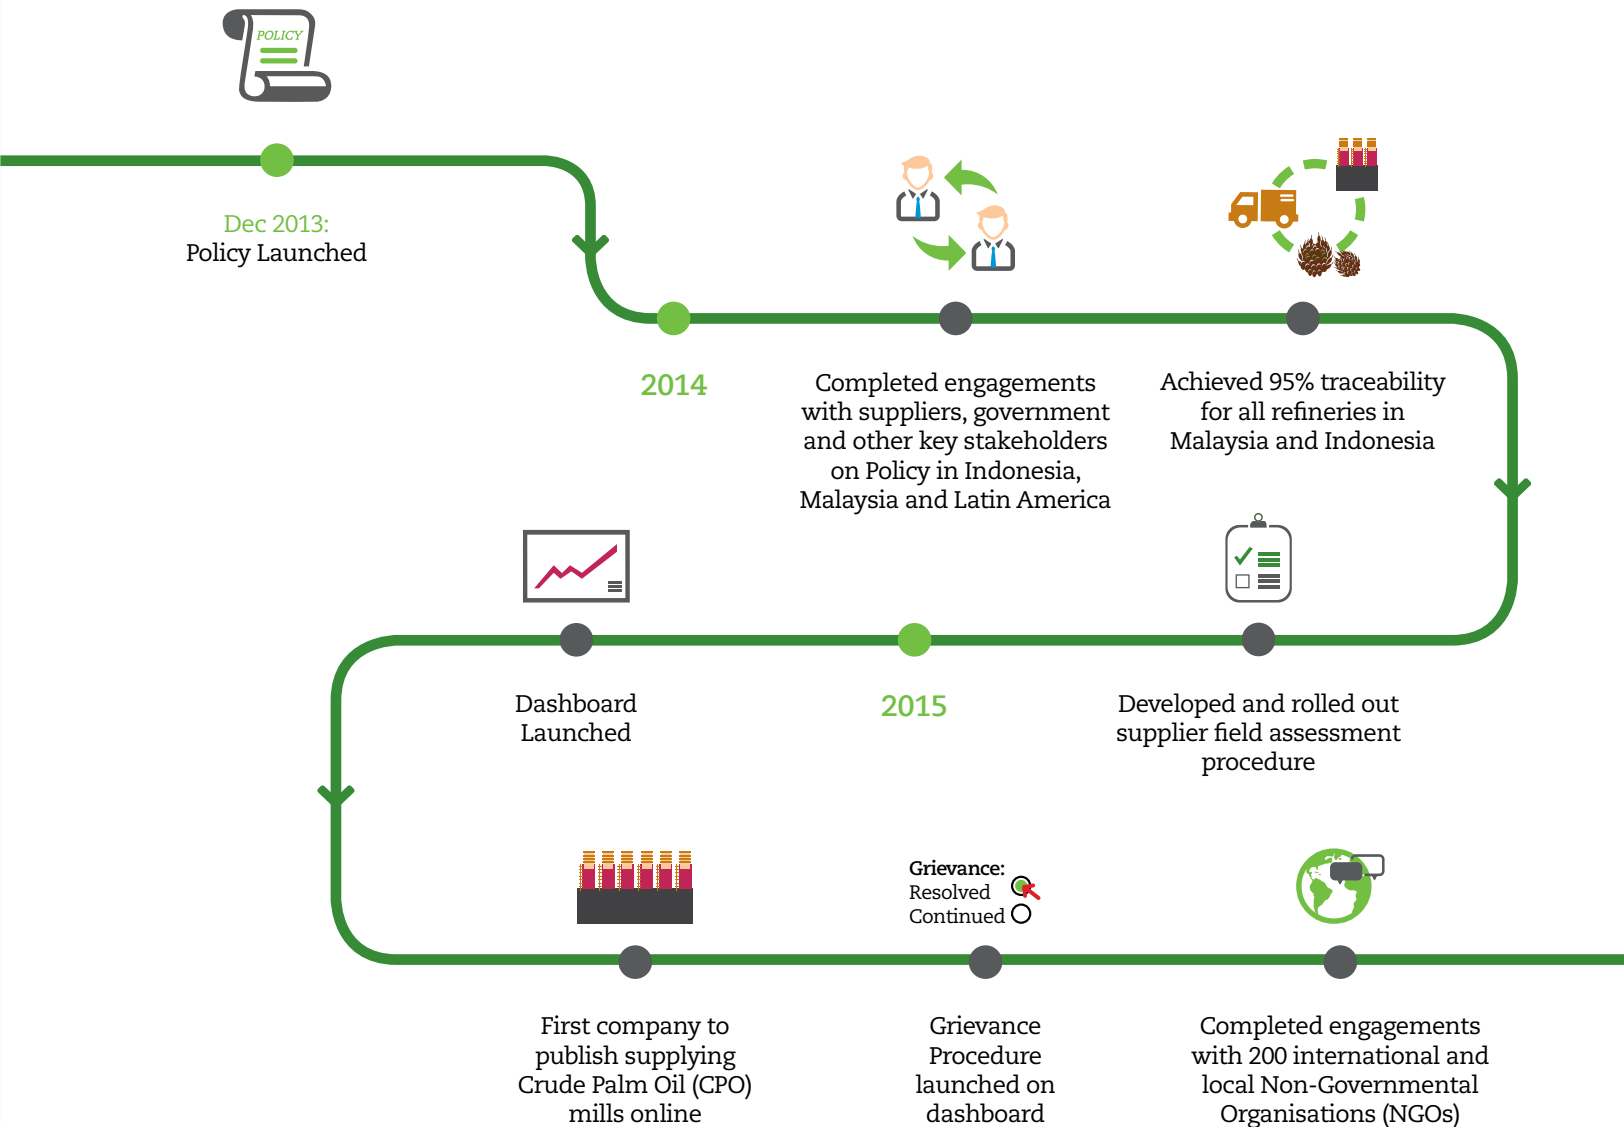 POLICY
Dec 2013:
Policy Launched
2014
Completed engagements
with suppliers, government
and other key stakeholders
on Policy in Indonesia,
Malaysia and Latin America
Achieved 95% traceability
for all refineries in
Malaysia and Indonesia
Developed and rolled out
supplier field assessment
procedure
2015
Dashboard
Launched
First company to
publish supplying
Crude Palm Oil (CPO)
mills online
Grievance:
Resolved
Continued
Grievance
Procedure
launched on
dashboard
Completed engagements
with 200 international and
local Non-Governmental
Organisations (NGOs)